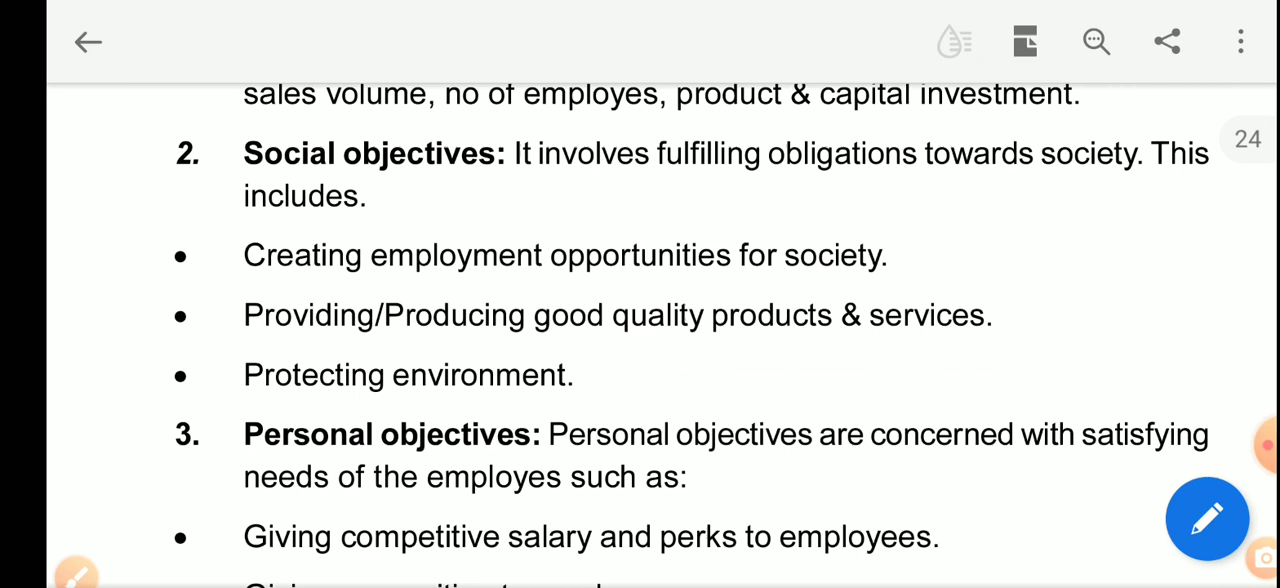 sales volume, no of employes, product & capital investment.
24
2. Social objectives: It involves fulfilling obligations towards society. This
includes.
• Creating employment opportunities for society.
• Providing/Producing good quality products & services.
• Protecting environment.
3. Personal objectives: Personal objectives are concerned with satisfying
needs of the employes such as:
• Giving competitive salary and perks to employees.